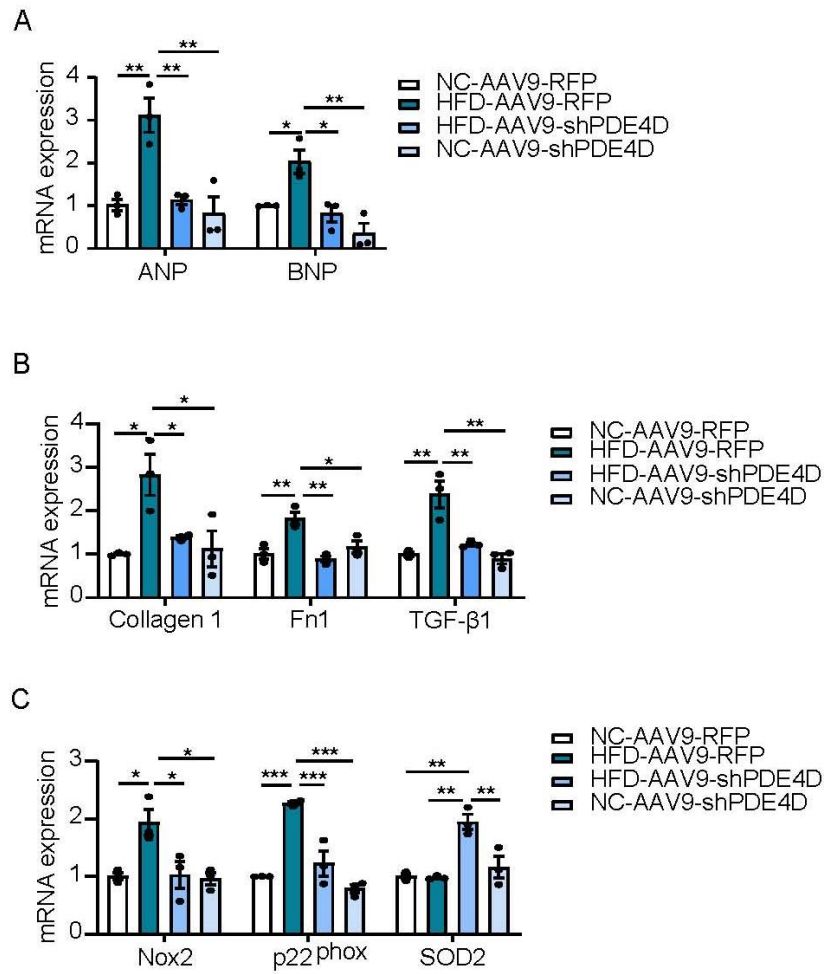 A
** **
** ** * *
4
3
2
1
0
mRNA expression
ANP BNP
NC-AAV9-RFP
HFD-AAV9-RFP
HFD-AAV9-shPDE4D
NC-AAV9-shPDE4D
B
* * **
* * ** ** ** **
4
3
2
1
0
mRNA expression
Collagen 1 Fn1 TGF-β1
NC-AAV9-RFP
HFD-AAV9-RFP
HFD-AAV9-shPDE4D
NC-AAV9-shPDE4D
C
* *** **
* * *** *** ** **
3
2
1
0
mRNA expression
Nox2 p22phox SOD2
NC-AAV9-RFP
HFD-AAV9-RFP
HFD-AAV9-shPDE4D
NC-AAV9-shPDE4D